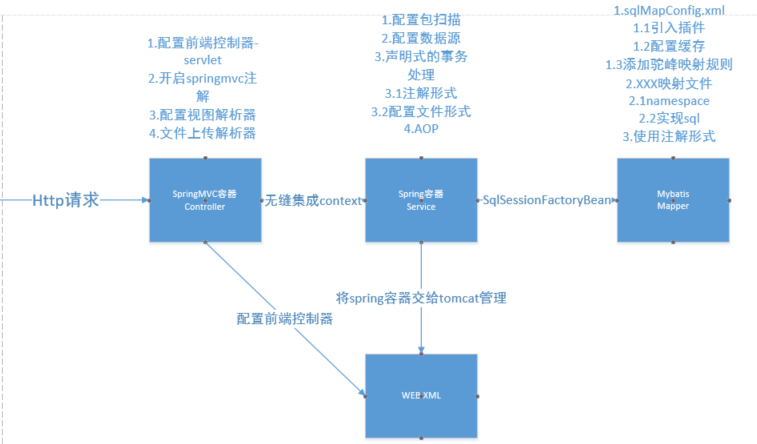 1.配置前端控制器-
servlet
2.开启springmvc注
解
3.配置视图解析器
4.文件上传解析器
1.配置包扫描
2.配置数据源
3.声明式的事务
处理
3.1注解形式
3.2配置文件形式
4.AOP
1.sqlMapConfig.xml
1.1引入插件
1.2配置缓存
1.3添加驼峰映射规则
2.XXX映射文件
2.1namespace
2.2实现sql
3.使用注解形式
Http请求
SpringMVC容器
Controller
无缝集成context
Spring容器
Service
SqlSessionFactoryBean
Mybatis
Mapper
将spring容器交给tomcat管理
配置前端控制器
WEB.XML